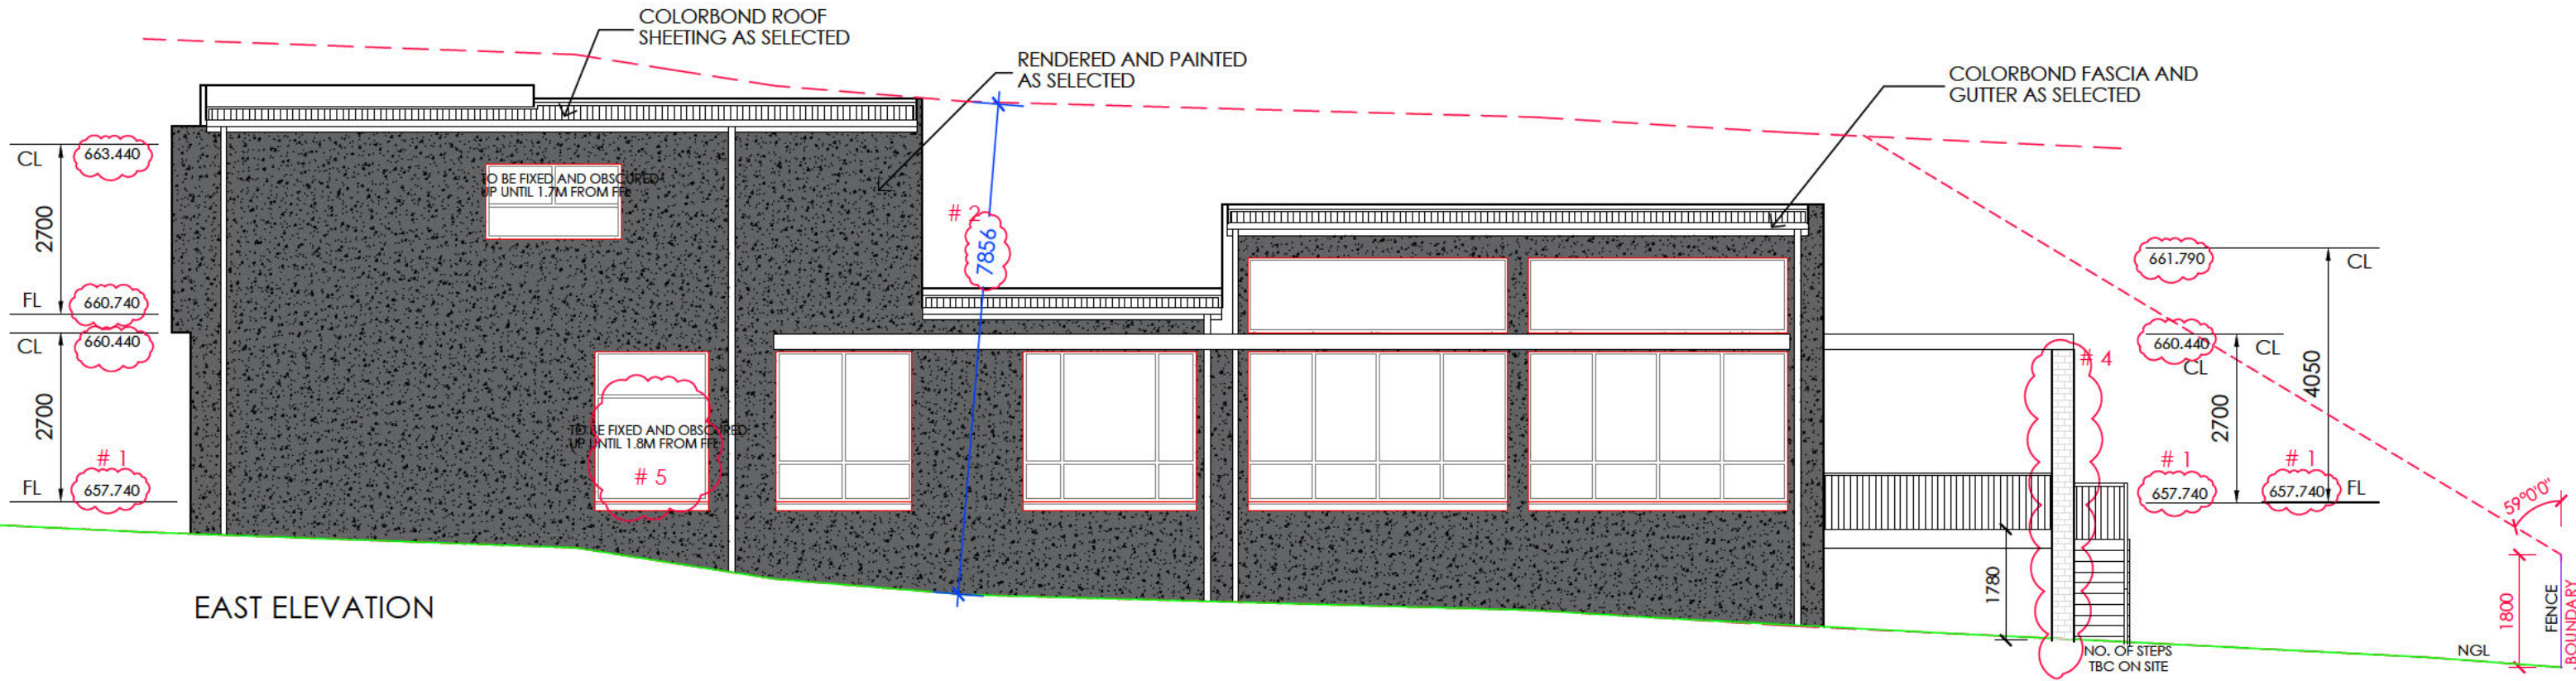 COLORBOND ROOF
SHEETING AS SELECTED
RENDERED AND PAINTED
AS SELECTED
COLORBOND FASCIA AND
GUTTER AS SELECTED
CL
663.440
2700
FL
660.740
CL
660.440
2700
# 1
FL
657.740
TO BE FIXED AND OBSCURED
UP UNTIL 1.7M FROM FFL
TO BE FIXED AND OBSCURED
UP UNTIL 1.8M FROM FFL
# 5
# 2
7856
# 4
661.790
CL
660.440
CL
CL
4050
2700
# 1
657.740
# 1
657.740
FL
59°0'0"
1780
1800
FENCE
BOUNDARY
NGL
NO. OF STEPS
TBC ON SITE
EAST ELEVATION